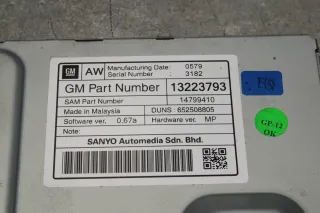 GM AW Manufacturing Date: 0579
Serial Number : 3182
GM Part Number 13223793
SAM Part Number 14799410
Made in Malaysia DUNS 652508805
Software ver. 0.67a Hardware ver. MP
Note:
SANYO Automedia Sdn. Bhd.
GP-12
OK